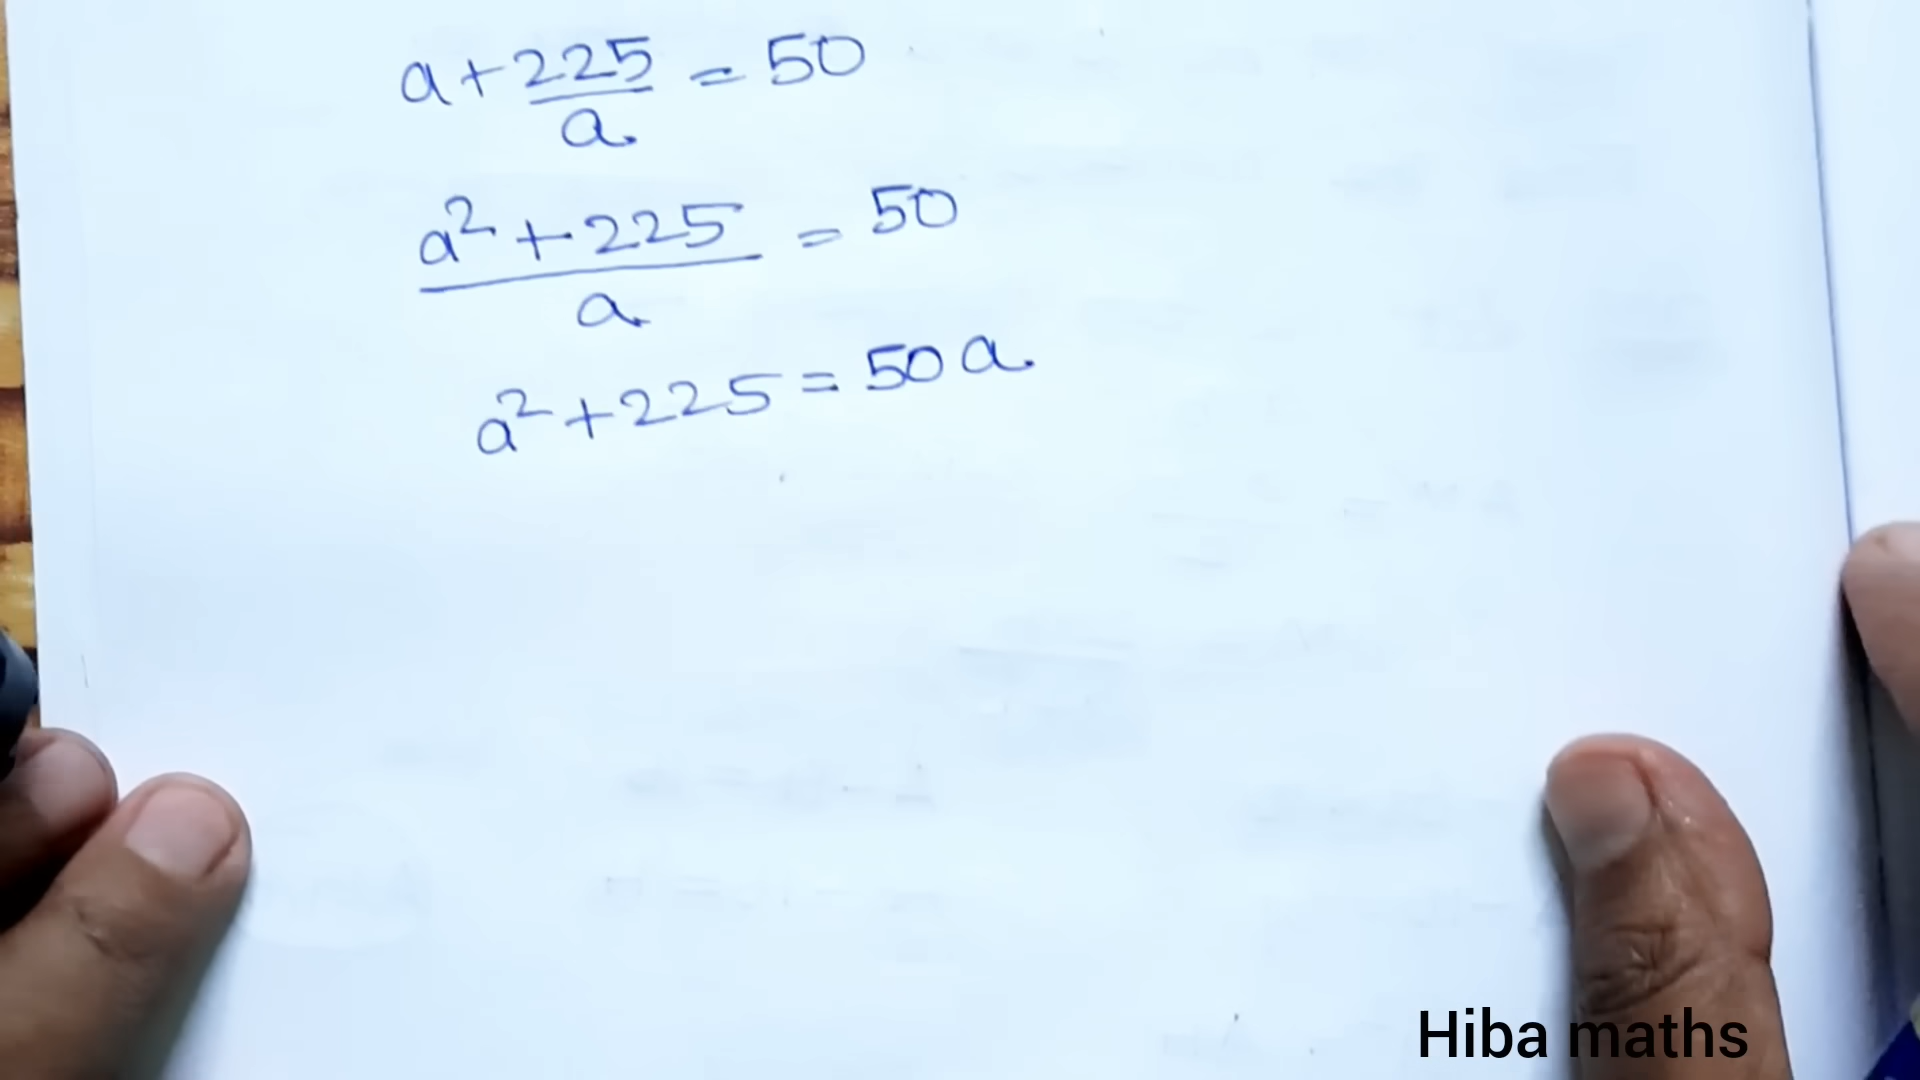 a + 225/a = 50
a² + 225/a = 50
a² + 225 = 50a
Hiba maths